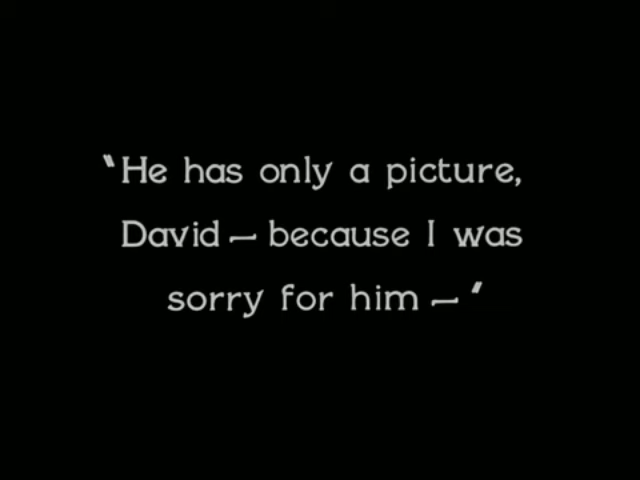 "He has only a picture,
David — because I was
sorry for him — "